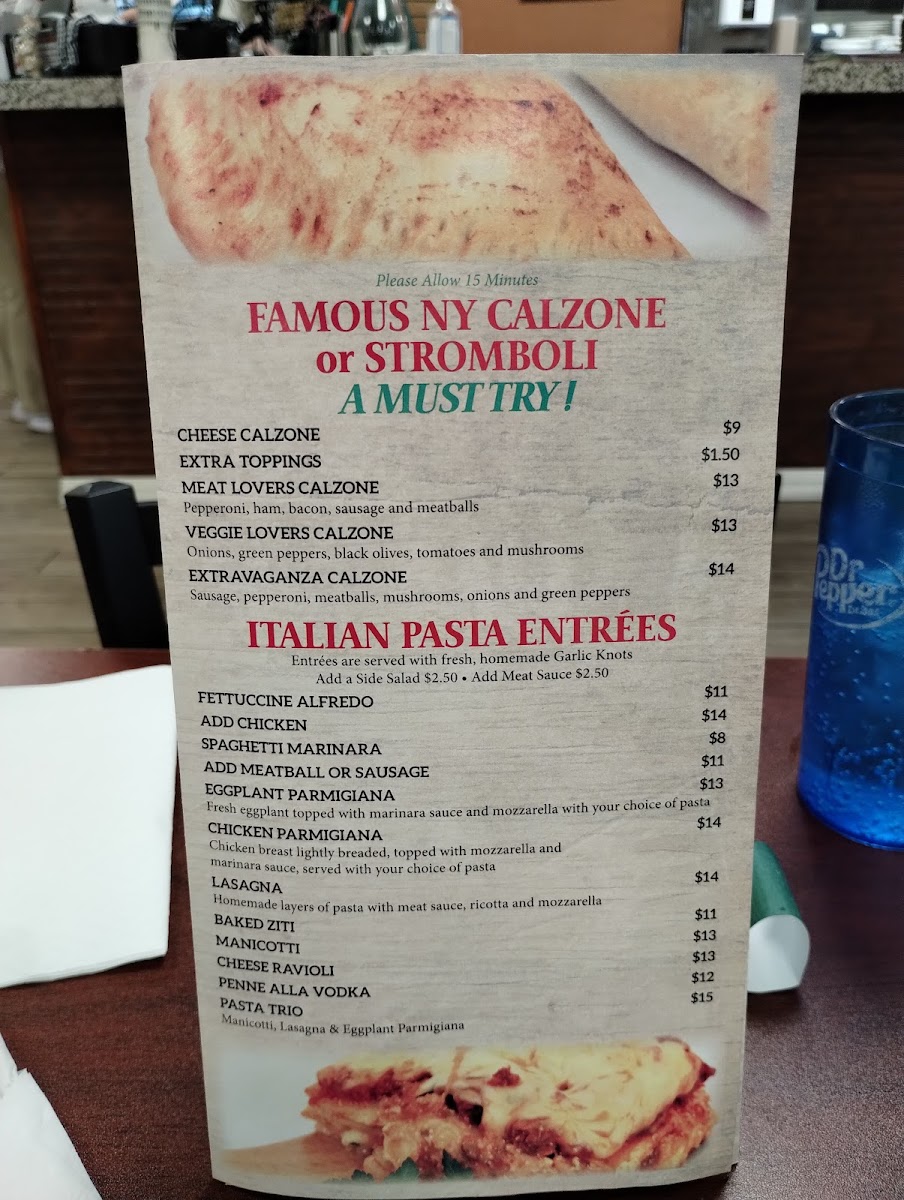 Please Allow 15 Minutes
FAMOUS NY CALZONE
or STROMBOLI
A MUST TRY !
CHEESE CALZONE $9
EXTRA TOPPINGS $1.50
MEAT LOVERS CALZONE $13
Pepperoni, ham, bacon, sausage and meatballs
VEGGIE LOVERS CALZONE $13
Onions, green peppers, black olives, tomatoes and mushrooms
EXTRAVAGANZA CALZONE $14
Sausage, pepperoni, meatballs, mushrooms, onions and green peppers
ITALIAN PASTA ENTRÉES
Entrées are served with fresh, homemade Garlic Knots
Add a Side Salad $2.50 • Add Meat Sauce $2.50
FETTUCCINE ALFREDO $11
ADD CHICKEN $14
SPAGHETTI MARINARA $8
ADD MEATBALL OR SAUSAGE $11
EGGPLANT PARMIGIANA $13
Fresh eggplant topped with marinara sauce and mozzarella with your choice of pasta
CHICKEN PARMIGIANA $14
Chicken breast lightly breaded, topped with mozzarella and
marinara sauce, served with your choice of pasta
LASAGNA $14
Homemade layers of pasta with meat sauce, ricotta and mozzarella
BAKED ZITI $11
MANICOTTI $13
CHEESE RAVIOLI $13
PENNE ALLA VODKA $12
PASTA TRIO $15
Manicotti, Lasagna & Eggplant Parmigiana
Dr
Pepper